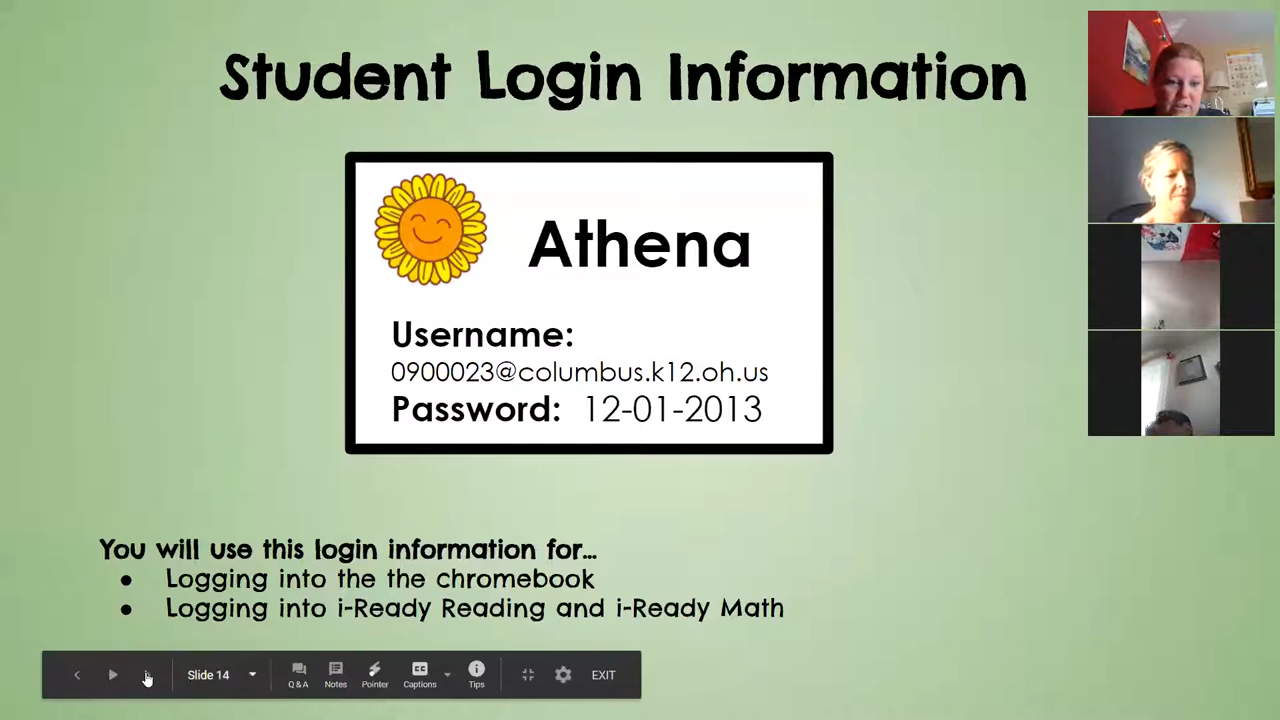 Student Login Information
Athena
Username:
0900023@columbus.k12.oh.us
Password: 12-01-2013
You will use this login information for...
● Logging into the the chromebook
● Logging into i-Ready Reading and i-Ready Math
Slide 14
Q & A
Notes
Pointer
Captions
Tips
EXIT